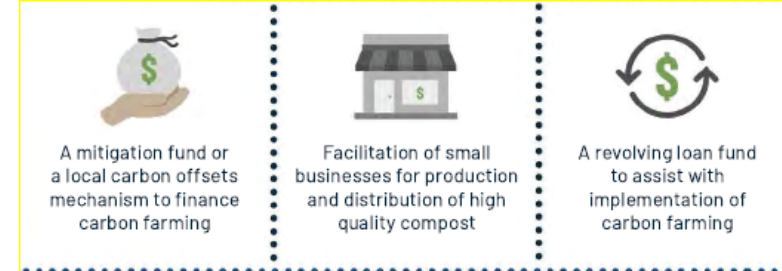 $
A mitigation fund or
a local carbon offsets
mechanism to finance
carbon farming
$
Facilitation of small
businesses for production
and distribution of high
quality compost
$
A revolving loan fund
to assist with
implementation of
carbon farming